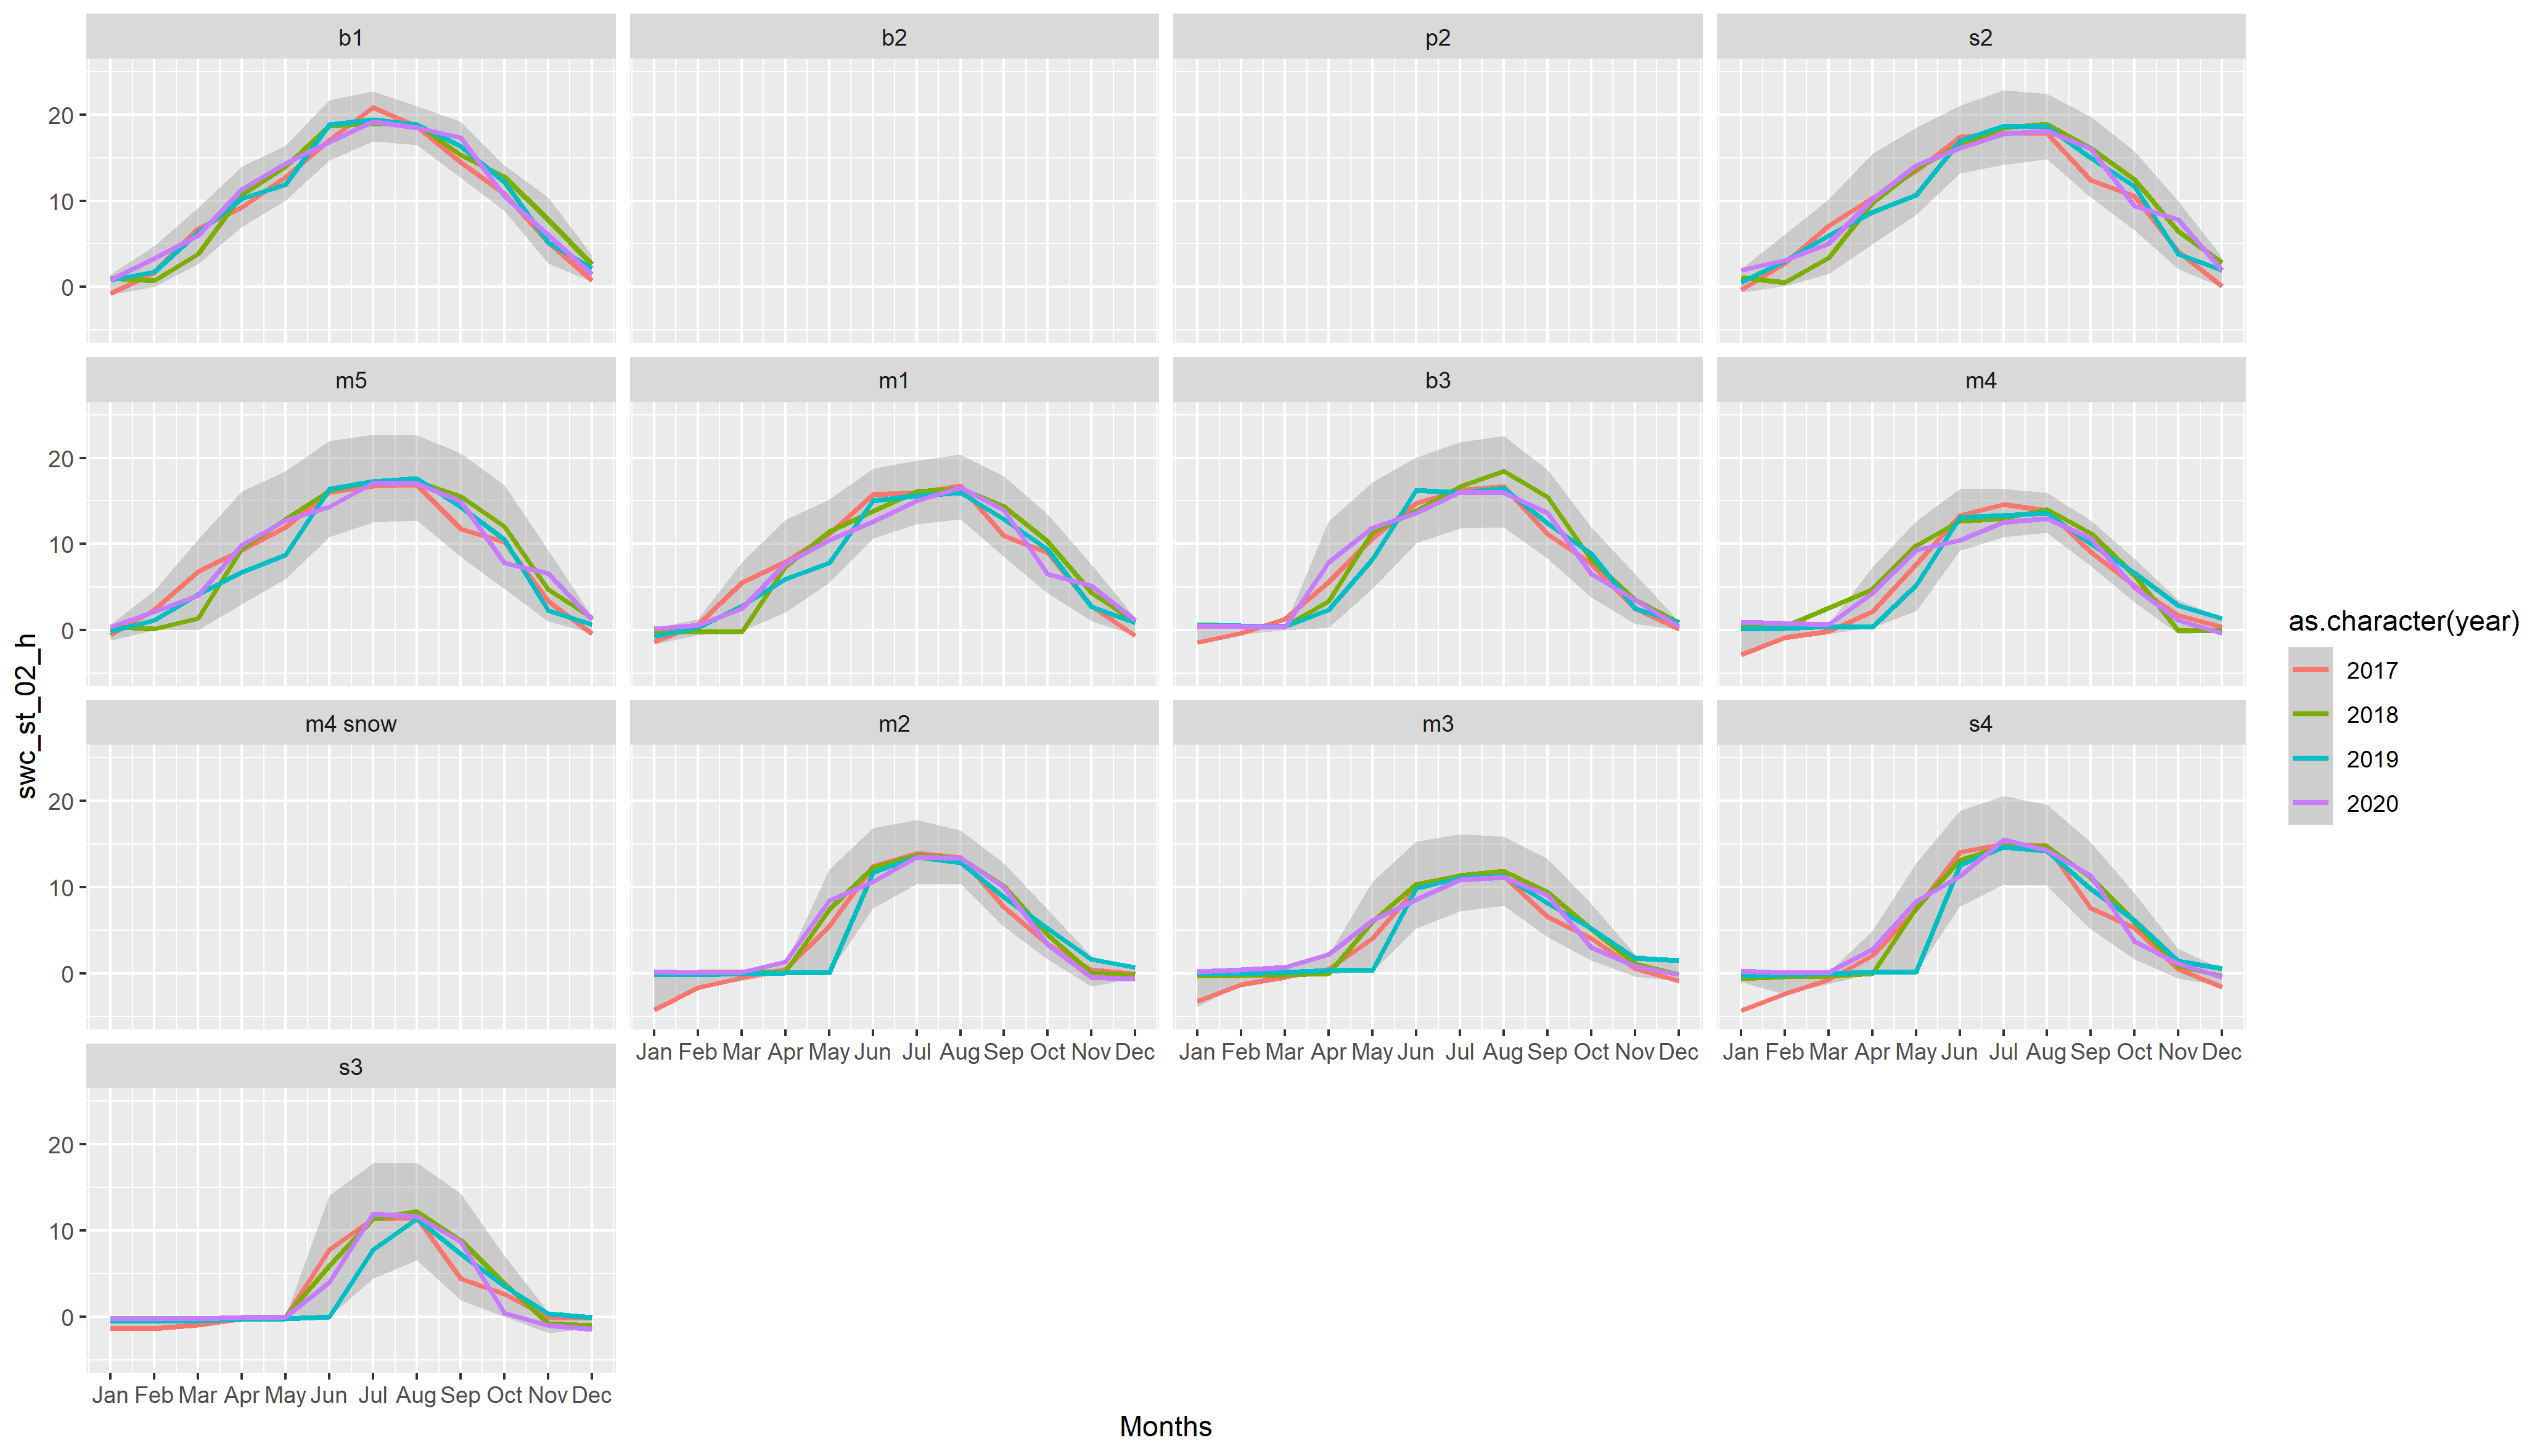 b1 b2 p2 s2
20
10
0
m5 m1 b3 m4
20
10
0
m4 snow m2 m3 s4
20
10
0
Jan Feb Mar Apr May Jun Jul Aug Sep Oct Nov Dec Jan Feb Mar Apr May Jun Jul Aug Sep Oct Nov Dec Jan Feb Mar Apr May Jun Jul Aug Sep Oct Nov Dec
s3
20
10
0
Jan Feb Mar Apr May Jun Jul Aug Sep Oct Nov Dec
Months
swc_st_02_h
as.character(year)
2017
2018
2019
2020